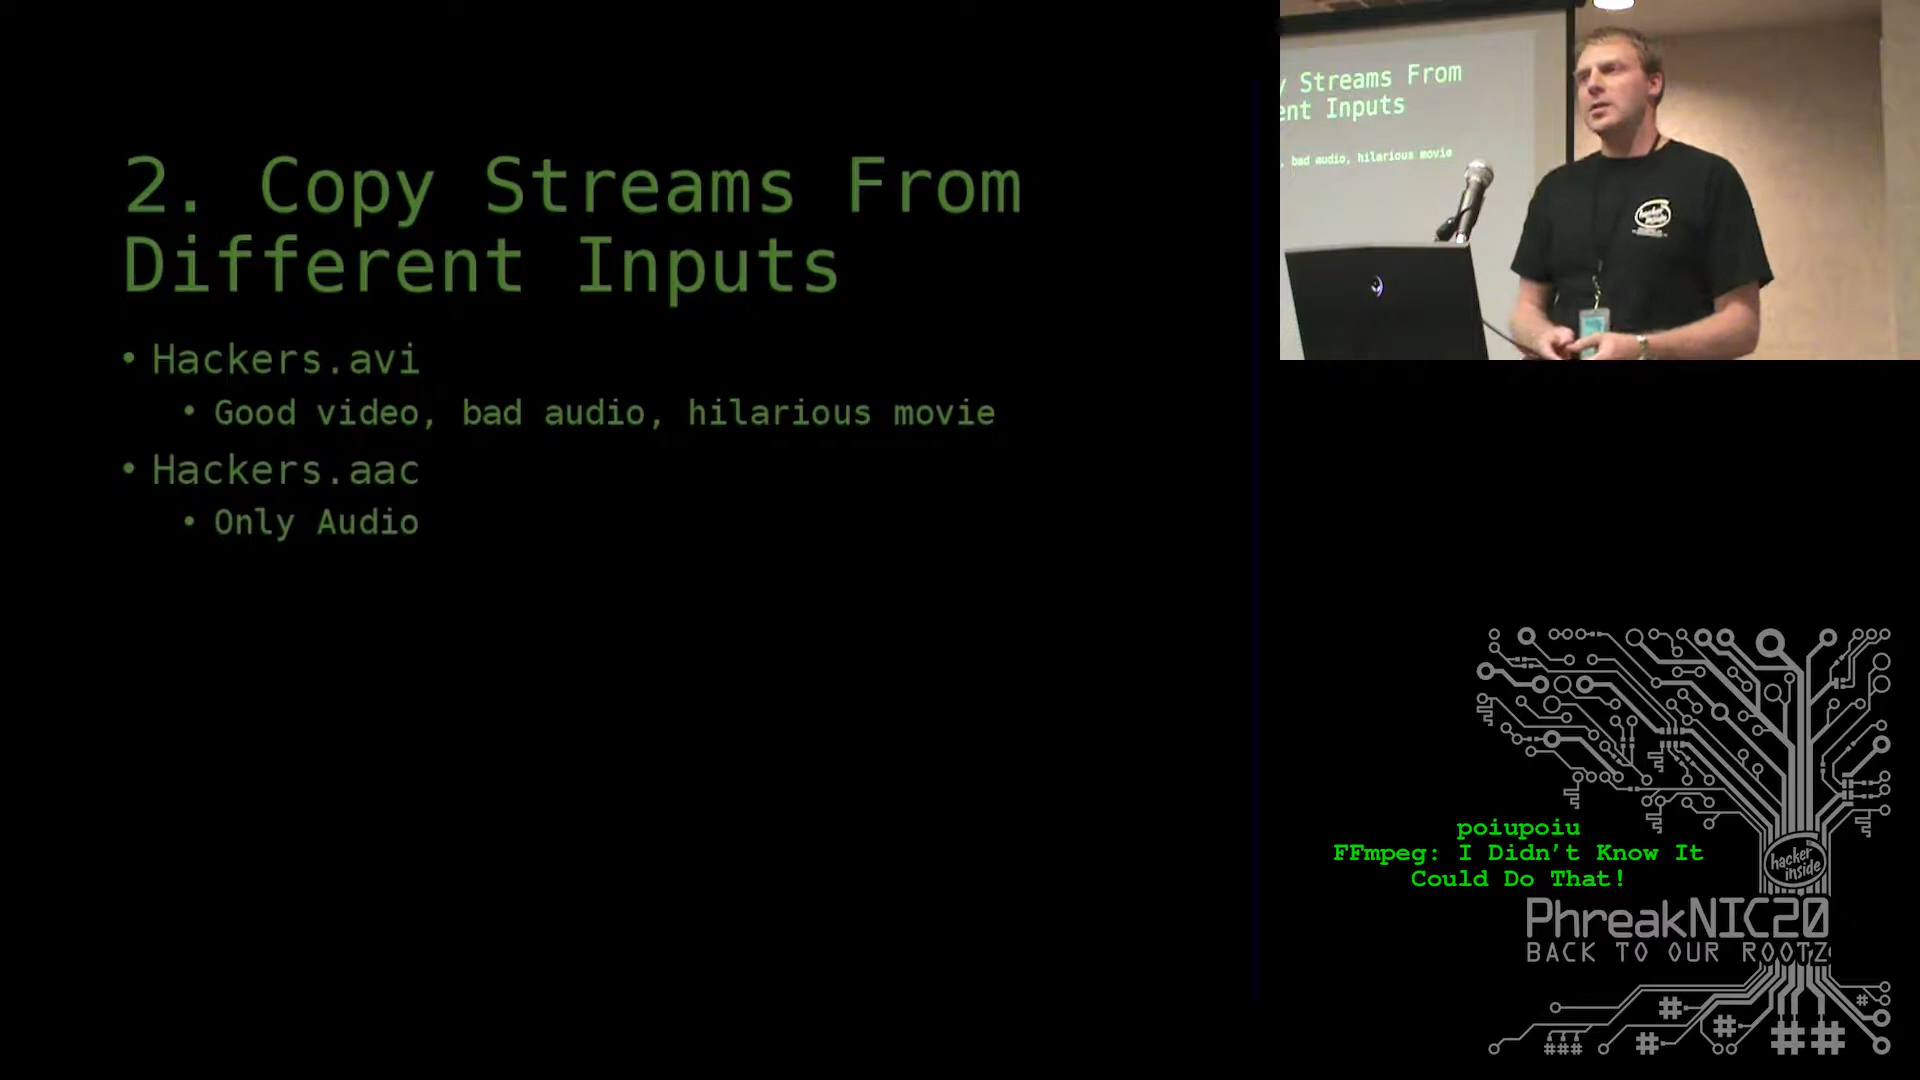 2. Copy Streams From
Different Inputs
• Hackers.avi
• Good video, bad audio, hilarious movie
• Hackers.aac
• Only Audio
y Streams From
ent Inputs
, bad audio, hilarious movie
hacker
inside
poiupoiu
FFmpeg: I Didn't Know It
Could Do That!
hacker
inside
PhreakNIC20
BACK TO OUR ROOTZ